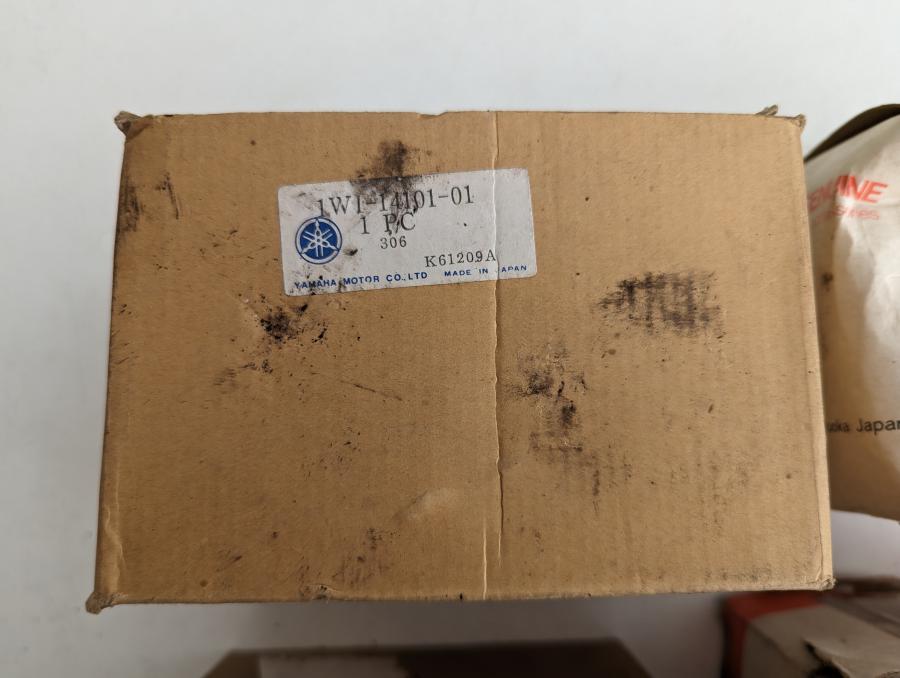 1W1-14101-01
1 PC
306
K61209A
YAMAHA MOTOR CO.,LTD MADE IN JAPAN